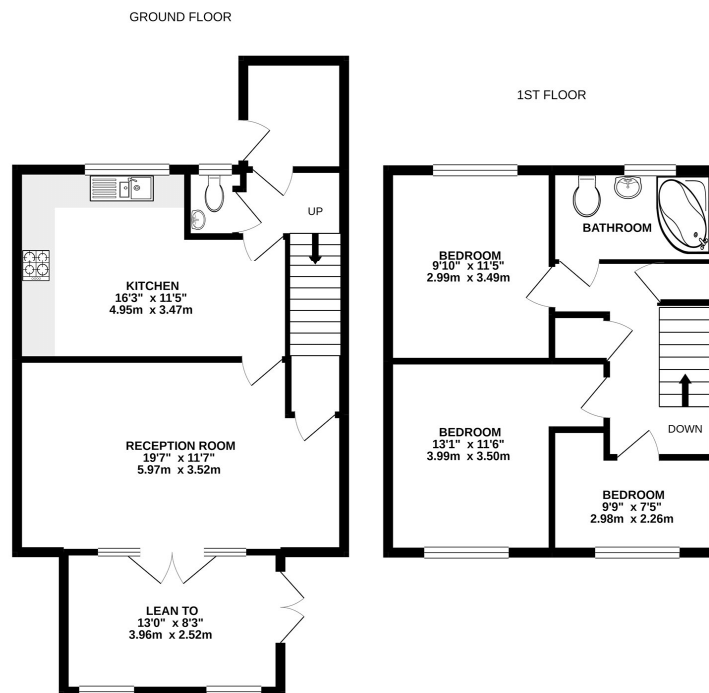 GROUND FLOOR
UP
KITCHEN
16'3" x 11'5"
4.95m x 3.47m
RECEPTION ROOM
19'7" x 11'7"
5.97m x 3.52m
LEAN TO
13'0" x 8'3"
3.96m x 2.52m
1ST FLOOR
BATHROOM
BEDROOM
9'10" x 11'5"
2.99m x 3.49m
BEDROOM
13'1" x 11'6"
3.99m x 3.50m
DOWN
BEDROOM
9'9" x 7'5"
2.98m x 2.26m